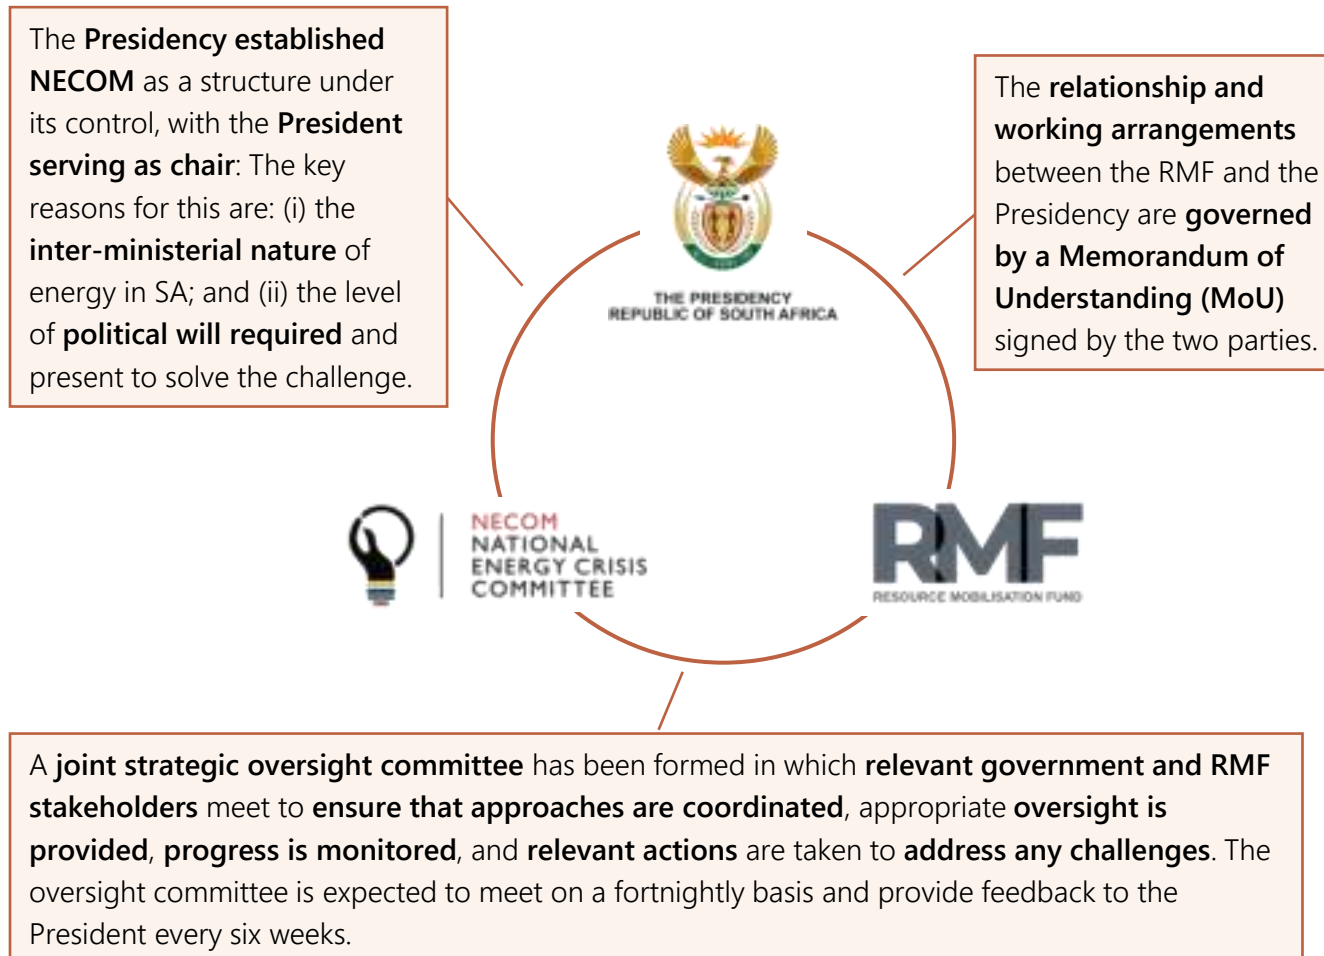 The Presidency established
NECOM as a structure under
its control, with the President
serving as chair: The key
reasons for this are: (i) the
inter-ministerial nature of
energy in SA; and (ii) the level
of political will required and
present to solve the challenge.
The relationship and
working arrangements
between the RMF and the
Presidency are governed
by a Memorandum of
Understanding (MoU)
signed by the two parties.
THE PRESIDENCY
REPUBLIC OF SOUTH AFRICA
NECOM
NATIONAL
ENERGY CRISIS
COMMITTEE
RMF
RESOURCE MOBILISATION FUND
A joint strategic oversight committee has been formed in which relevant government and RMF
stakeholders meet to ensure that approaches are coordinated, appropriate oversight is
provided, progress is monitored, and relevant actions are taken to address any challenges. The
oversight committee is expected to meet on a fortnightly basis and provide feedback to the
President every six weeks.